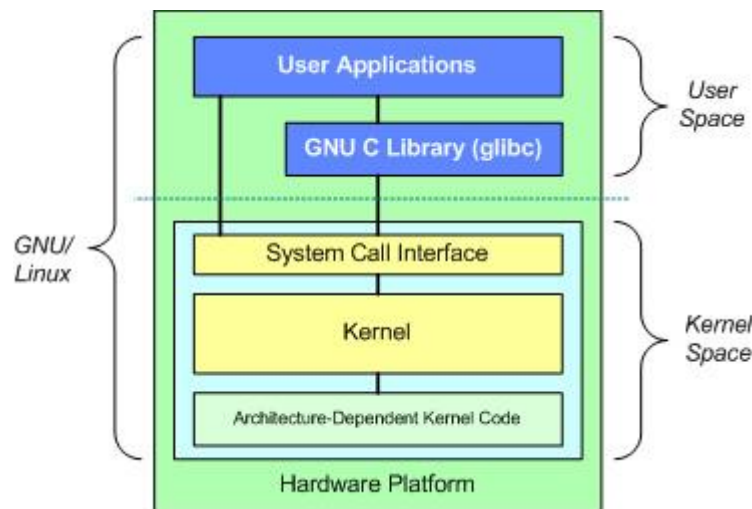 User Applications
GNU C Library (glibc)
User
Space
GNU/
Linux
System Call Interface
Kernel
Kernel
Space
Architecture-Dependent Kernel Code
Hardware Platform